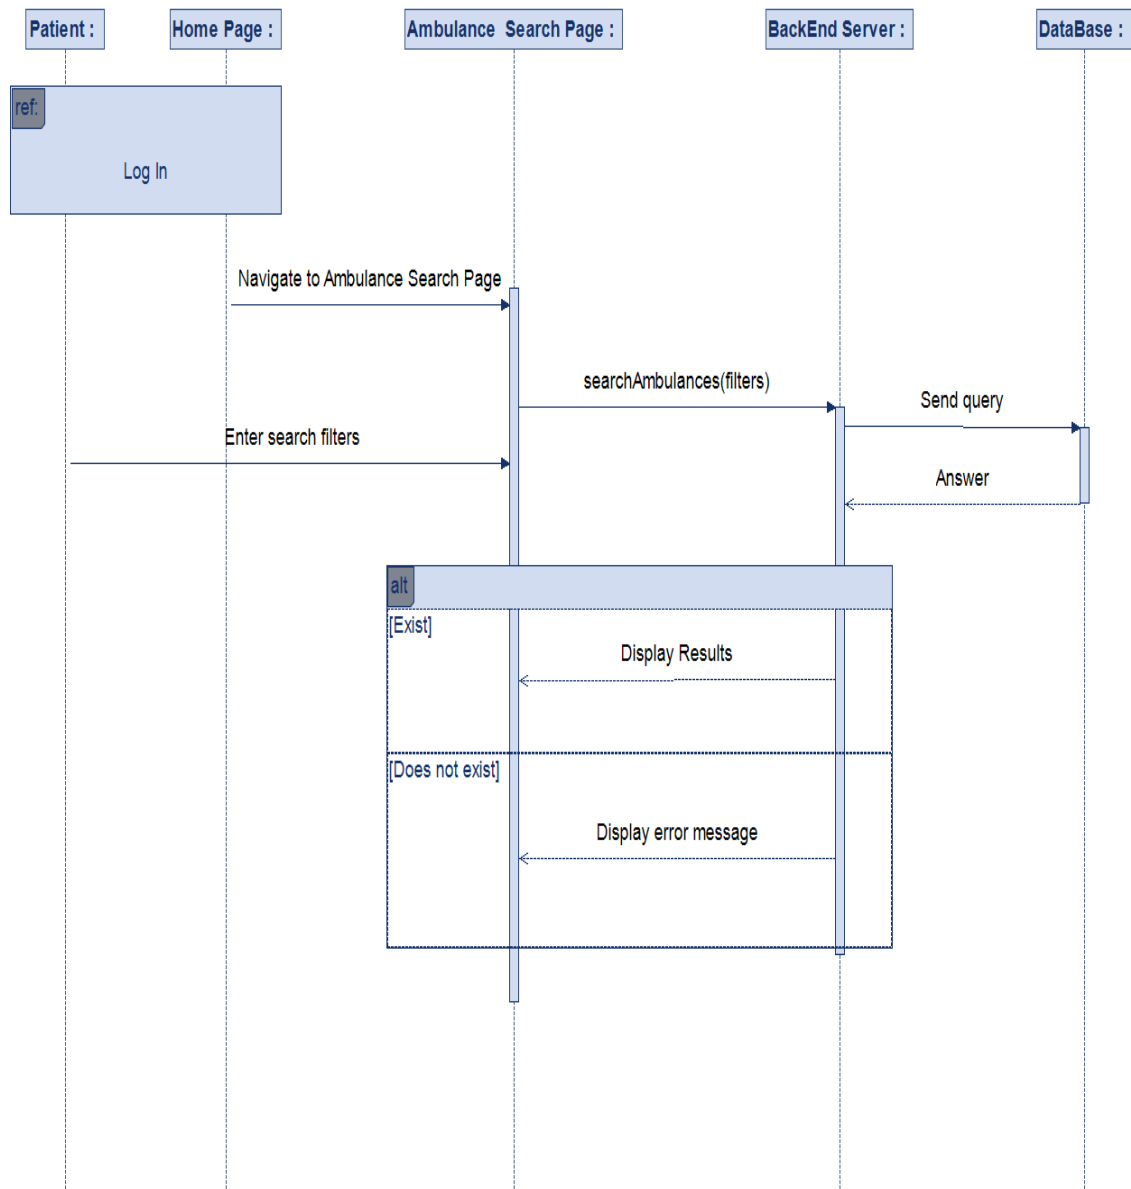 Patient :
Home Page :
Ambulance Search Page :
BackEnd Server :
DataBase :
ref:
Log In
Navigate to Ambulance Search Page
searchAmbulances(filters)
Send query
Enter search filters
Answer
alt
[Exist]
Display Results
[Does not exist]
Display error message